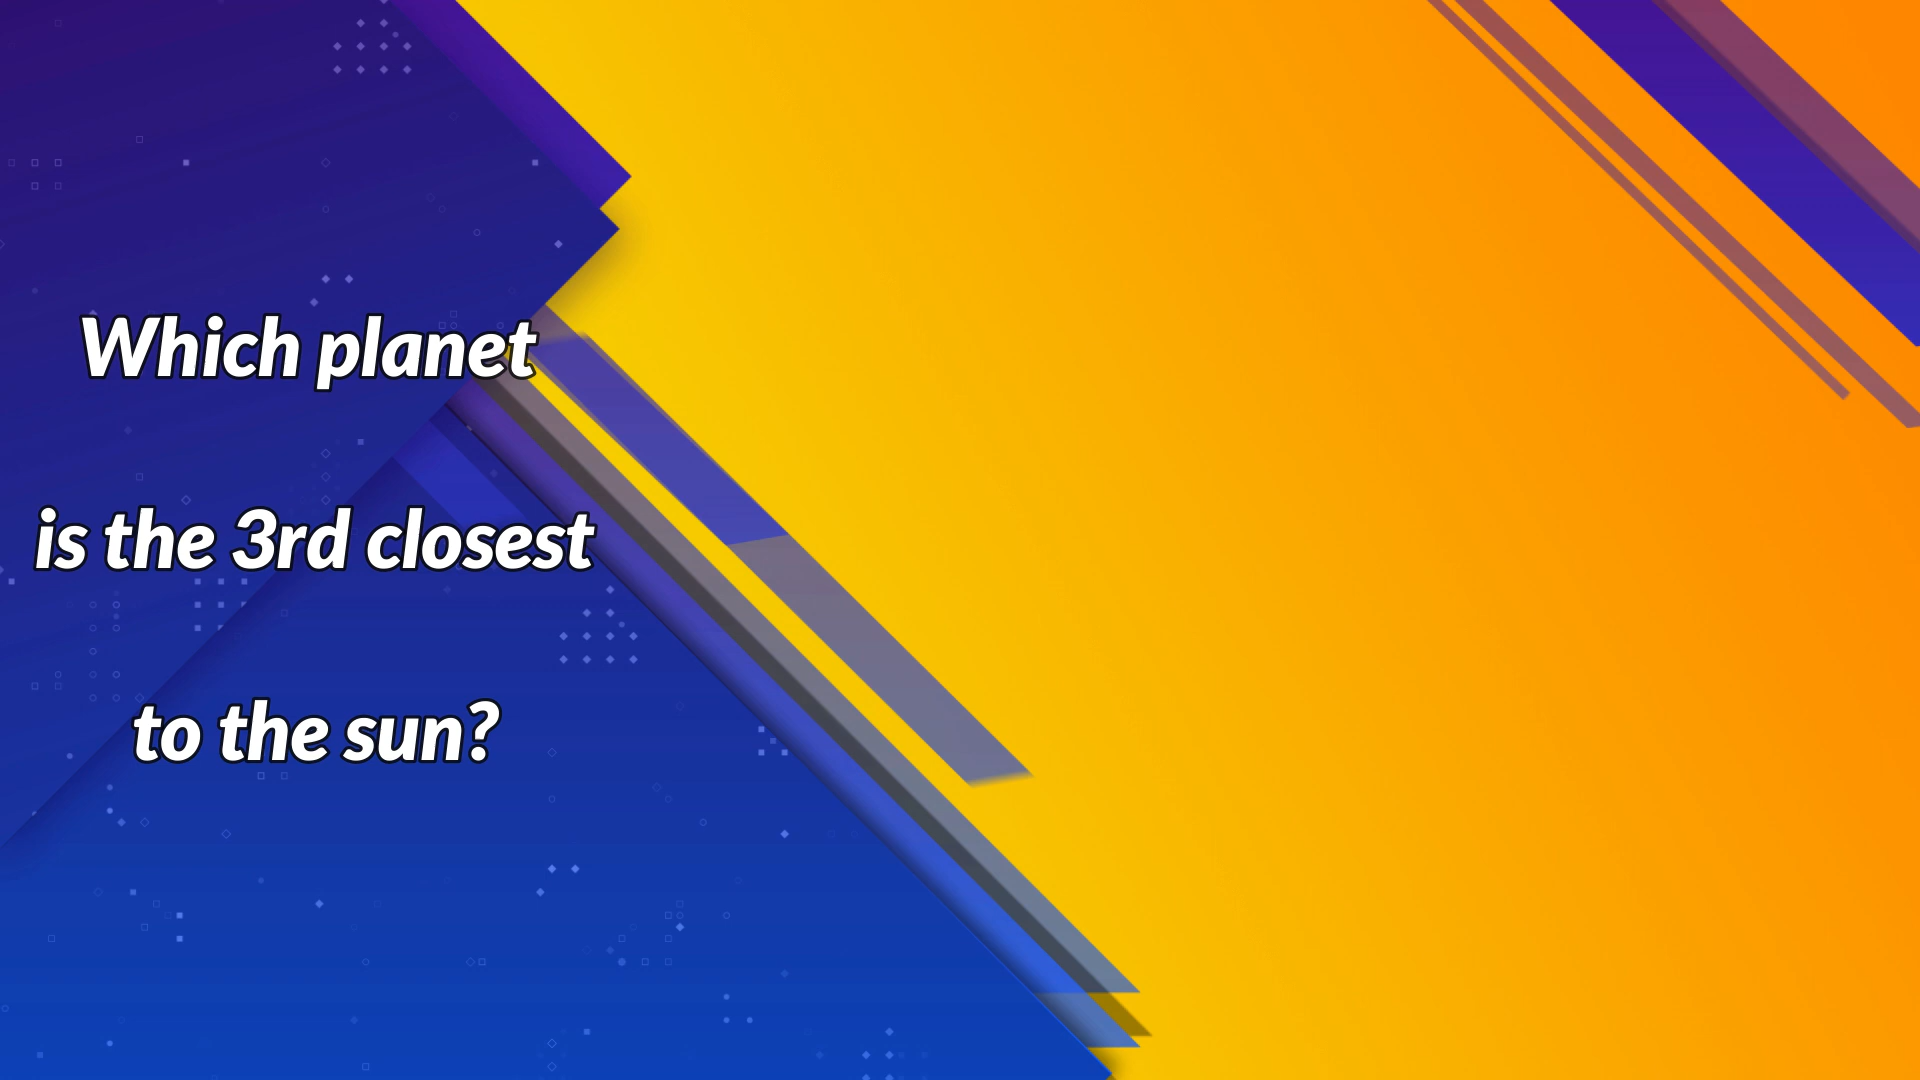 Which planet
is the 3rd closest
to the sun?